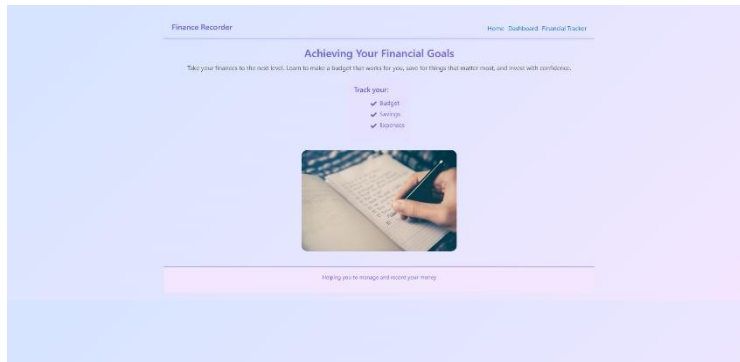 Finance Recorder
Home Dashboard Financial Tracker
Achieving Your Financial Goals
Take your finances to the next level. Learn to make a budget that works for you, save for things that matter most, and invest with confidence.
Track your:
Budget
Savings
Expenses
Helping you to manage and record your money